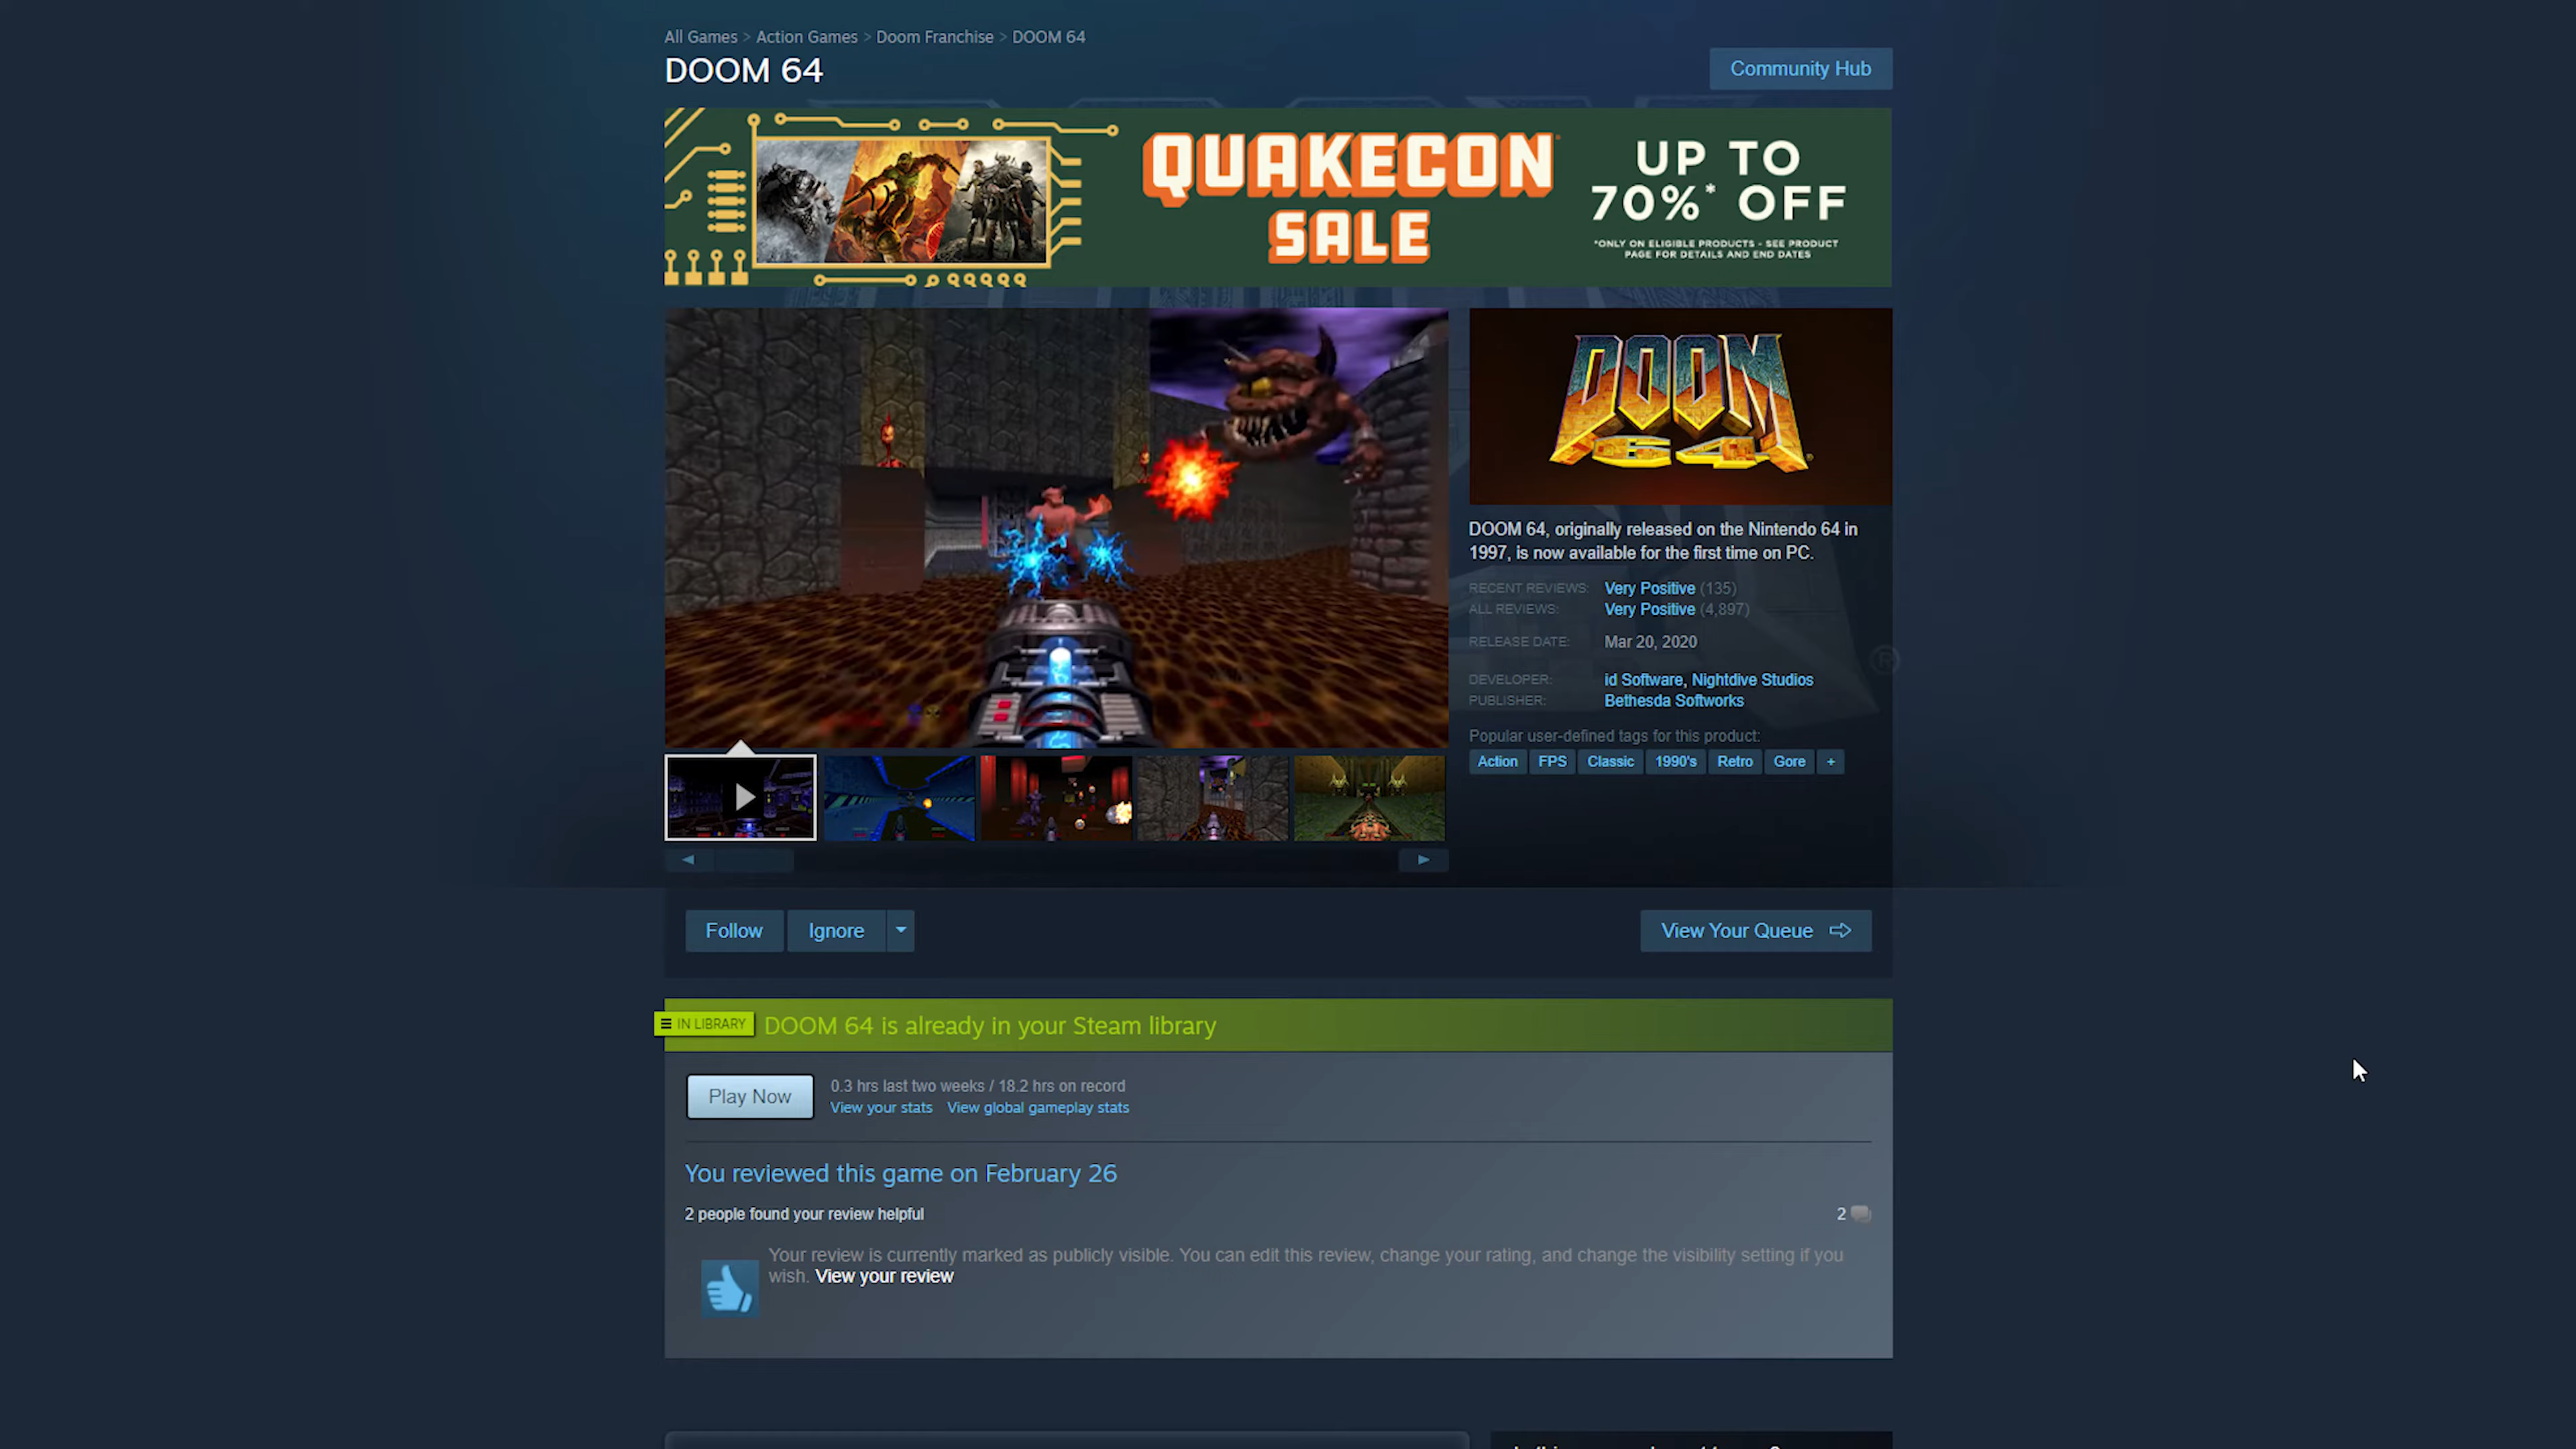 All Games > Action Games > Doom Franchise > DOOM 64
DOOM 64
Community Hub
QUAKECON
SALE
UP TO
70%* OFF
*ONLY ON ELIGIBLE PRODUCTS - SEE PRODUCT
PAGE FOR DETAILS AND END DATES
DOOM
64
DOOM 64, originally released on the Nintendo 64 in
1997, is now available for the first time on PC.
RECENT REVIEWS: Very Positive (135)
ALL REVIEWS: Very Positive (4,897)
RELEASE DATE: Mar 20, 2020
DEVELOPER: id Software, Nightdive Studios
PUBLISHER: Bethesda Softworks
Popular user-defined tags for this product:
Action FPS Classic 1990's Retro Gore +
Follow Ignore
View Your Queue
IN LIBRARY DOOM 64 is already in your Steam library
Play Now
0.3 hrs last two weeks / 18.2 hrs on record
View your stats View global gameplay stats
You reviewed this game on February 26
2 people found your review helpful
2
Your review is currently marked as publicly visible. You can edit this review, change your rating, and change the visibility setting if you
wish. View your review